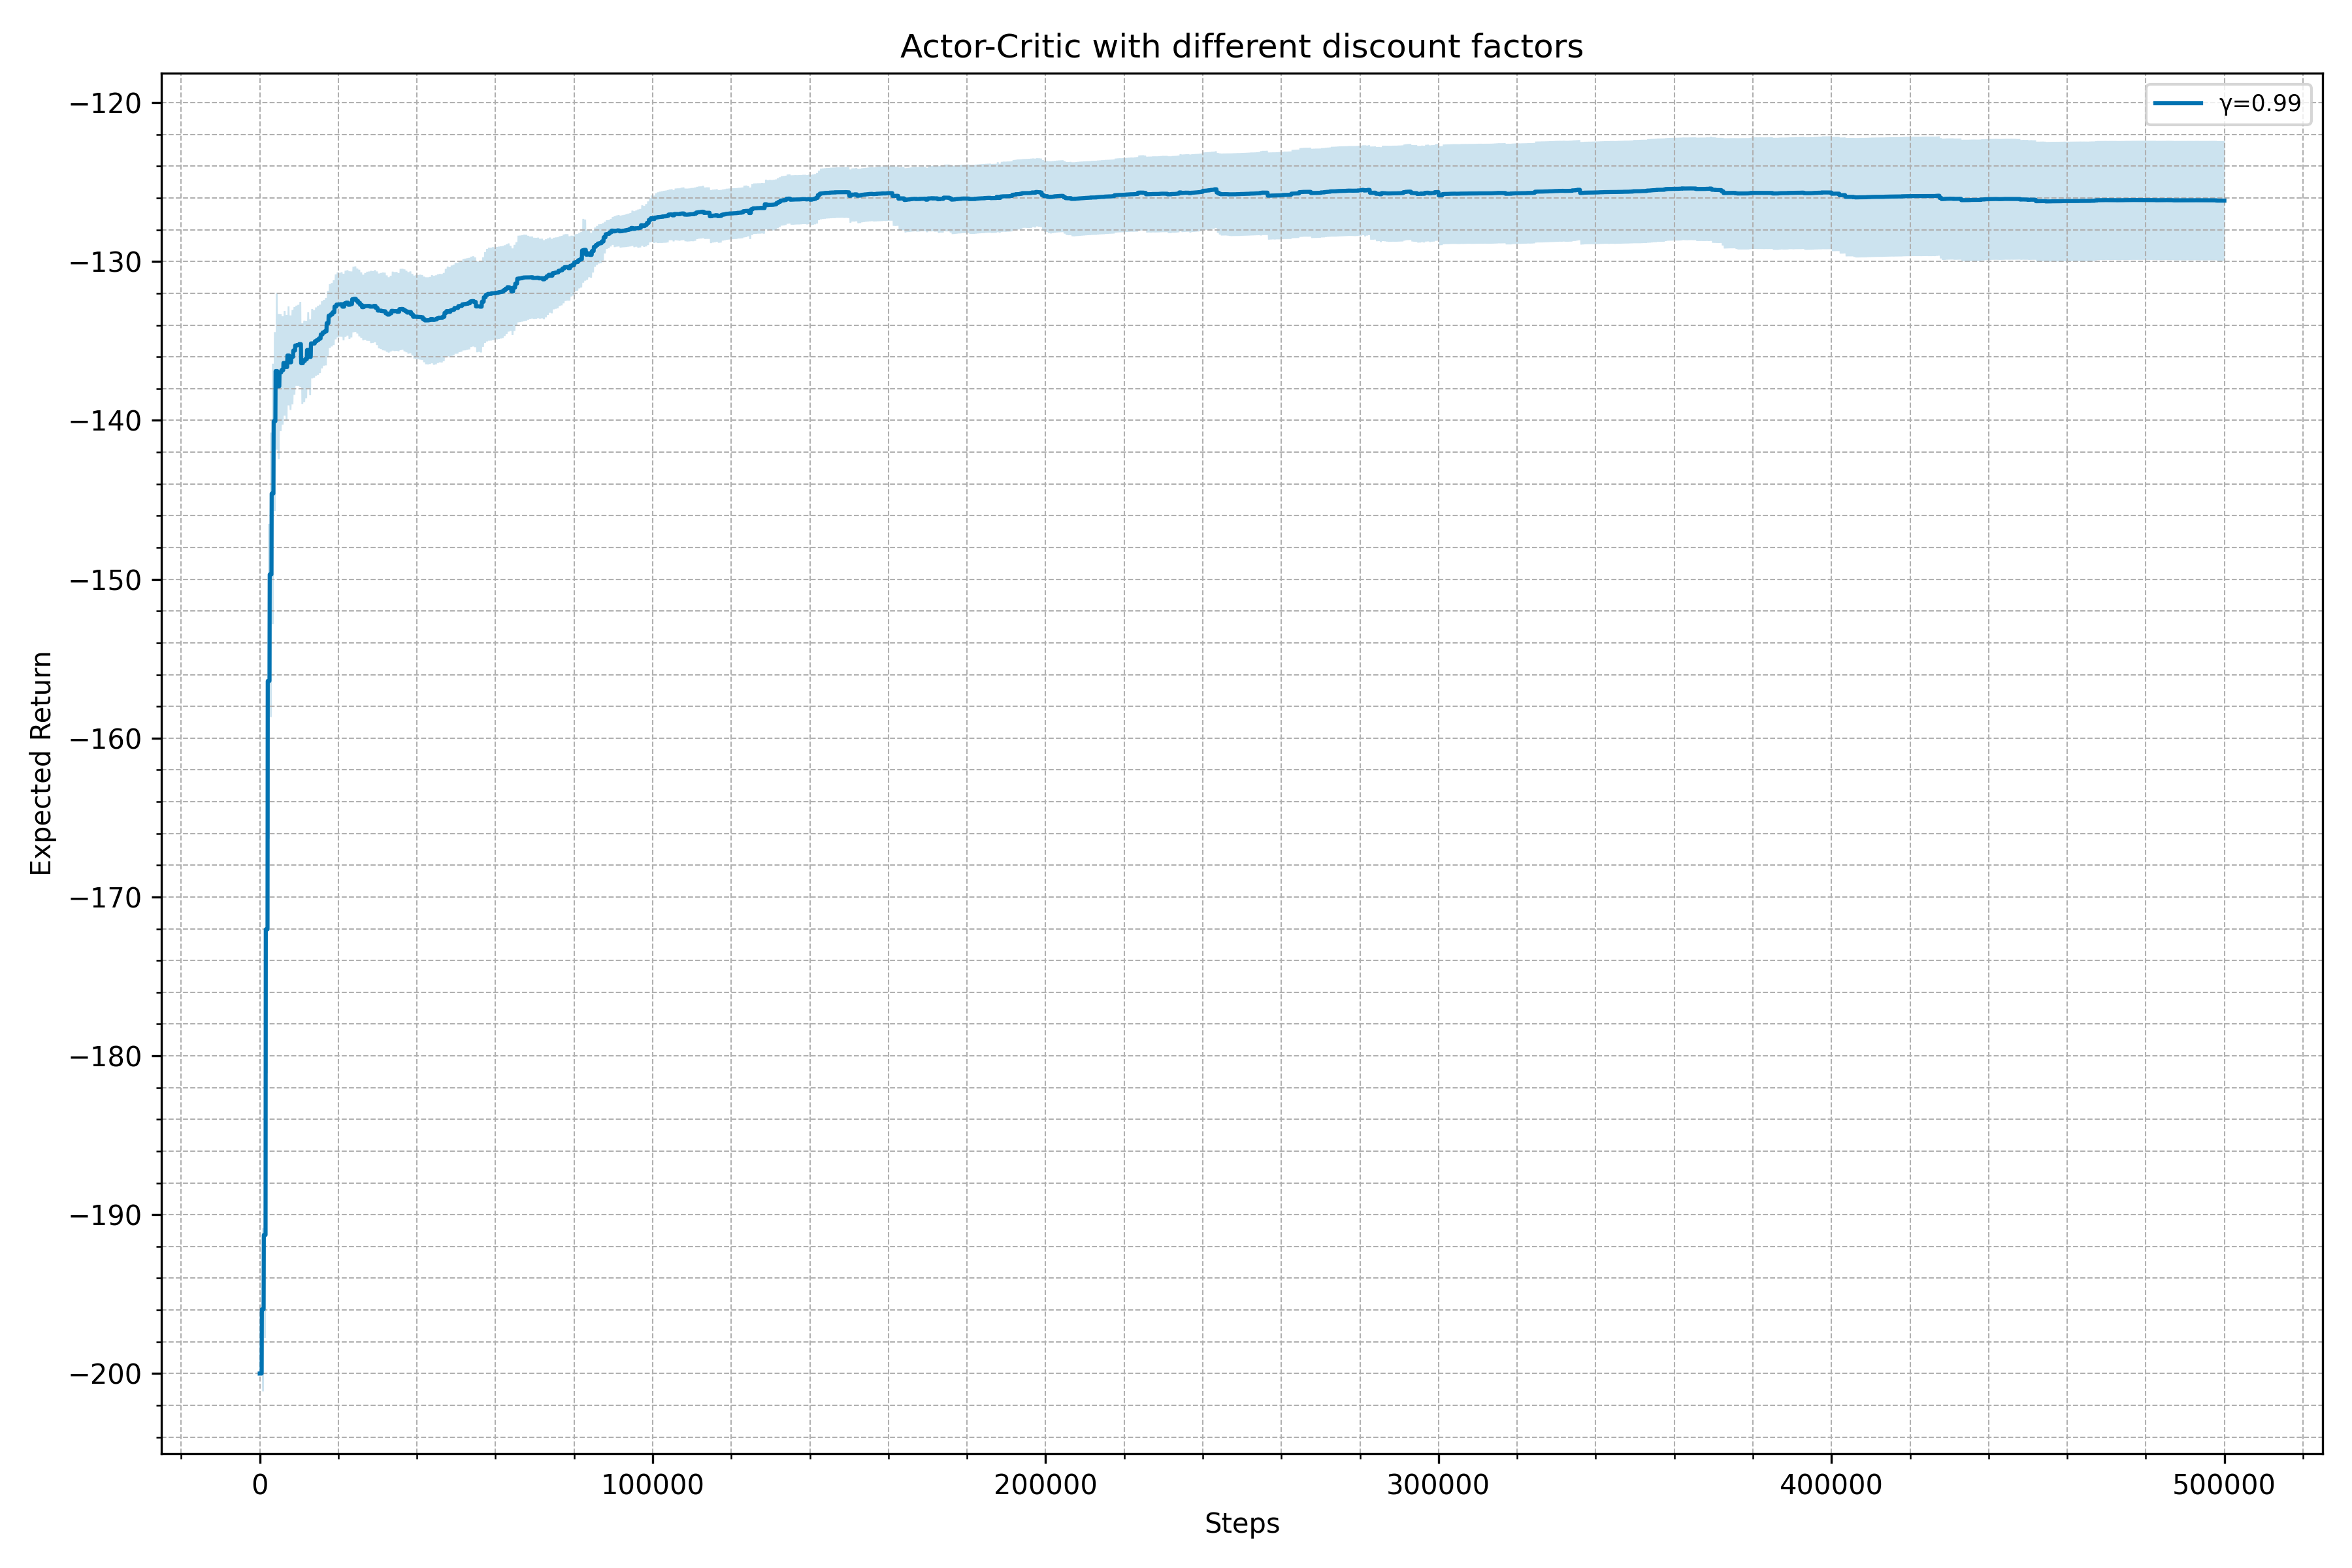 Actor-Critic with different discount factors
γ=0.99
Expected Return
−120
−130
−140
−150
−160
−170
−180
−190
−200
0 100000 200000 300000 400000 500000
Steps